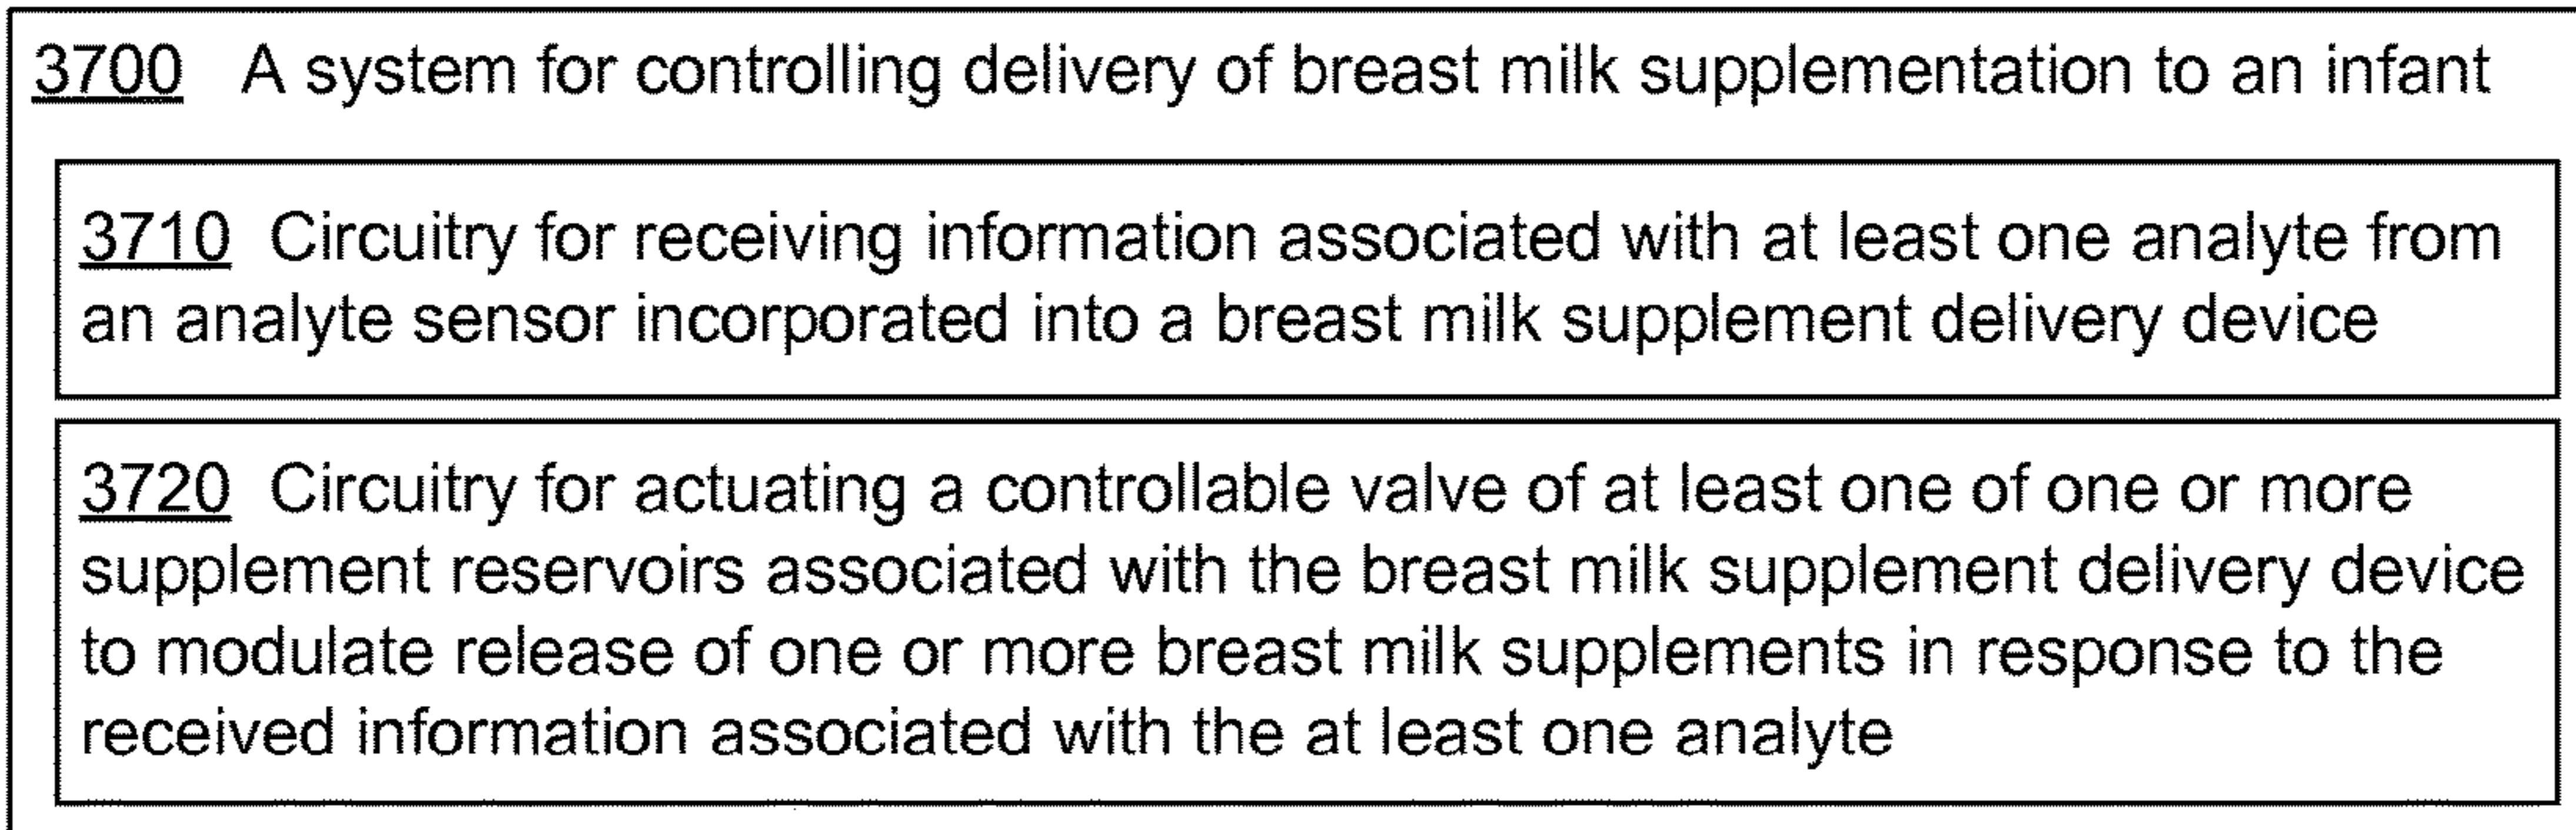 3700 A system for controlling delivery of breast milk supplementation to an infant
3710 Circuitry for receiving information associated with at least one analyte from
an analyte sensor incorporated into a breast milk supplement delivery device
3720 Circuitry for actuating a controllable valve of at least one of one or more
supplement reservoirs associated with the breast milk supplement delivery device
to modulate release of one or more breast milk supplements in response to the
received information associated with the at least one analyte